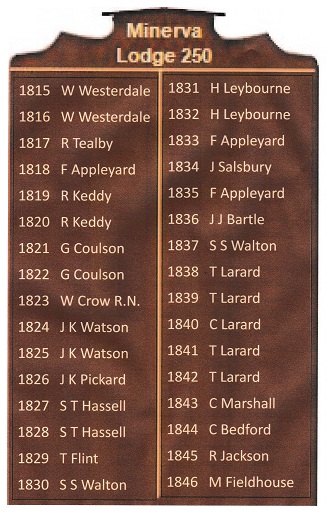 Minerva
Lodge 250
1815 W Westerdale
1816 W Westerdale
1817 R Tealby
1818 F Appleyard
1819 R Keddy
1820 R Keddy
1821 G Coulson
1822 G Coulson
1823 W Crow R.N.
1824 J K Watson
1825 J K Watson
1826 J K Pickard
1827 S T Hassell
1828 S T Hassell
1829 T Flint
1830 S S Walton
1831 H Leybourne
1832 H Leybourne
1833 F Appleyard
1834 J Salsbury
1835 F Appleyard
1836 J J Bartle
1837 S S Walton
1838 T Larard
1839 T Larard
1840 C Larard
1841 T Larard
1842 T Larard
1843 C Marshall
1844 C Bedford
1845 R Jackson
1846 M Fieldhouse